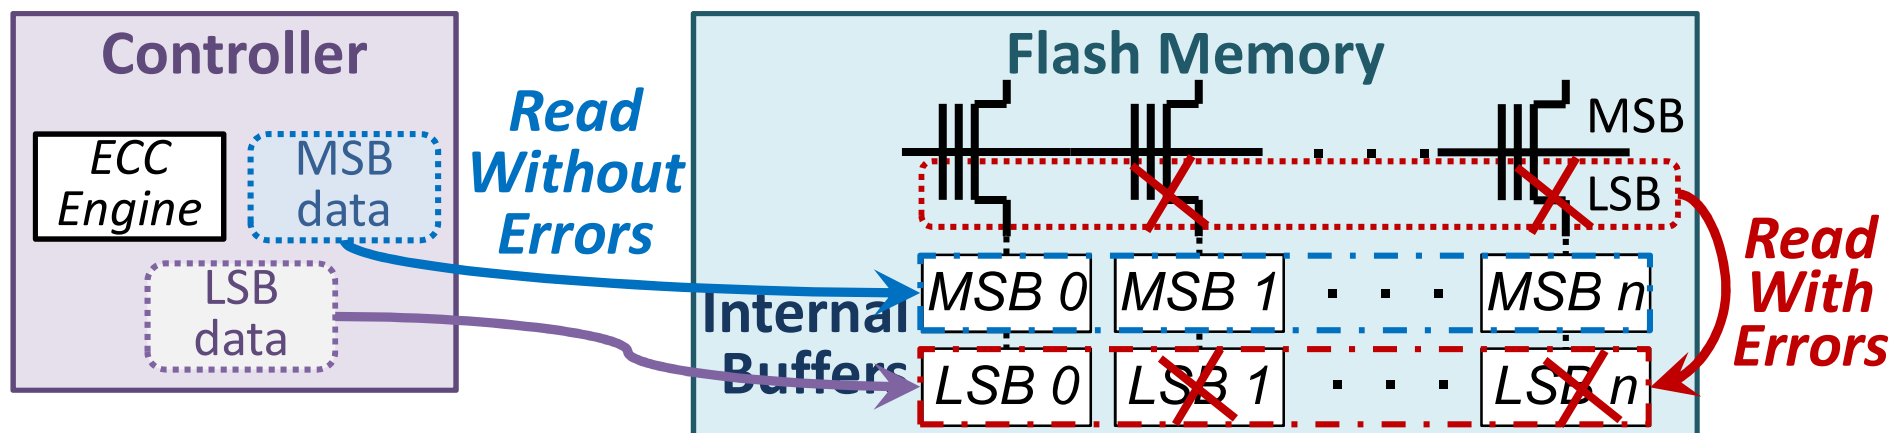 Controller
ECC
Engine
MSB
data
LSB
data
Read
Without
Errors
Flash Memory
MSB
LSB
Internal
Buffers
MSB 0
MSB 1
. . .
MSB n
LSB 0
LSB 1
. . .
LSB n
Read
With
Errors